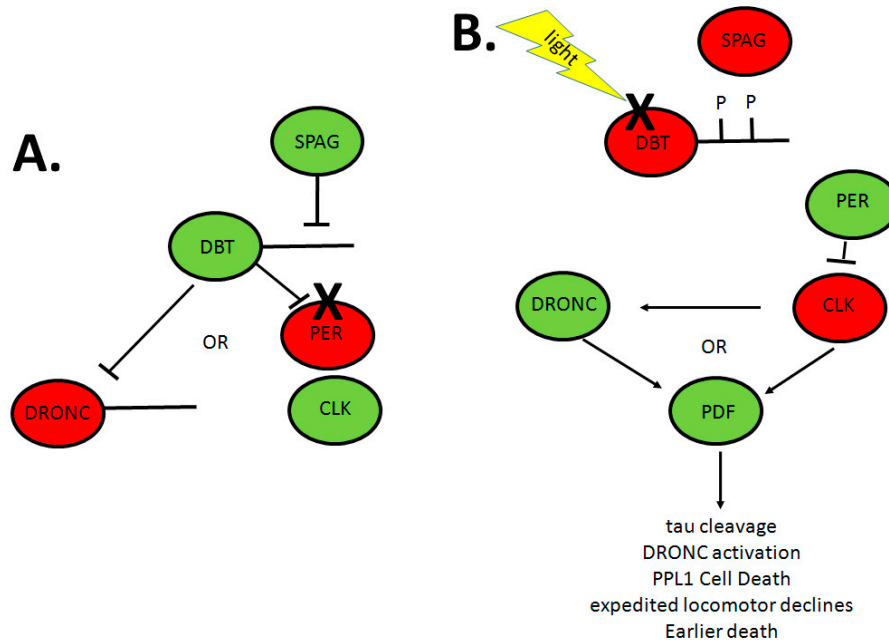 A.
SPAG
DBT
OR
PER
DRONC
CLK
B.
light
SPAG
P P
DBT
PER
DRONC
CLK
OR
PDF
tau cleavage
DRONC activation
PPL1 Cell Death
expedited locomotor declines
Earlier death